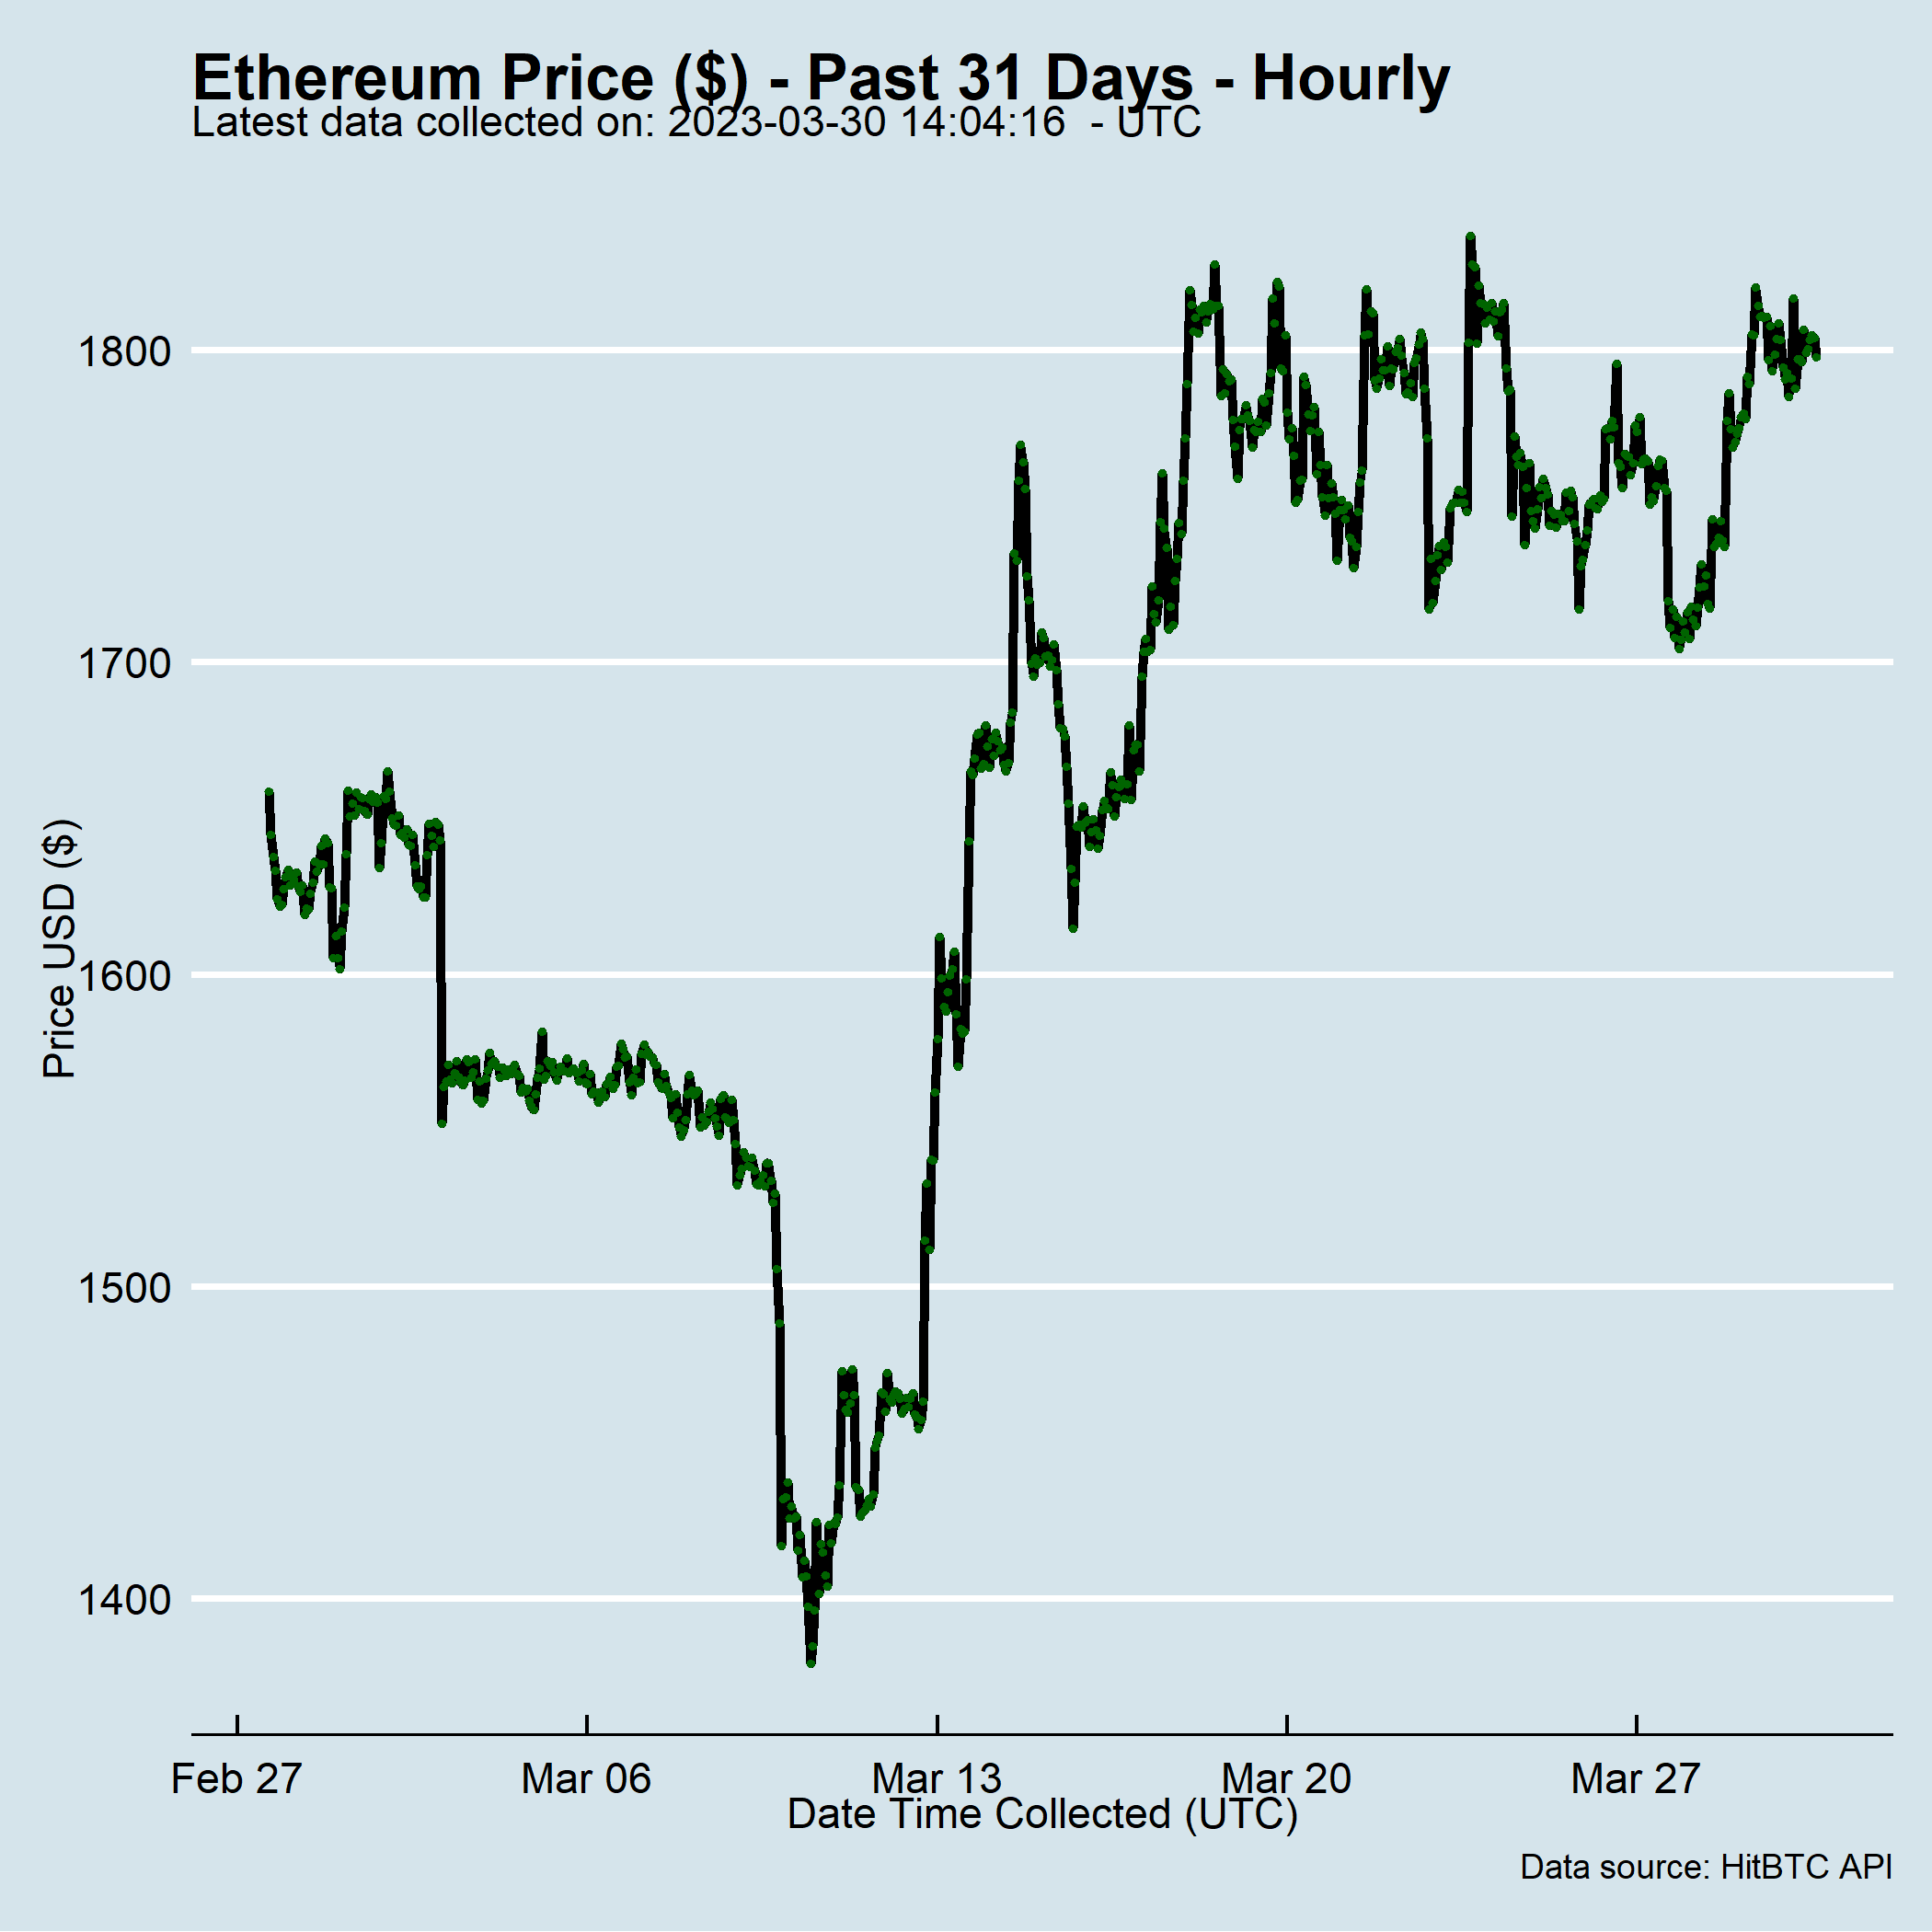 Ethereum Price ($) - Past 31 Days - Hourly
Latest data collected on: 2023-03-30 14:04:16  - UTC
Price USD ($)
1800
1700
1600
1500
1400
Feb 27
Mar 06
Mar 13
Mar 20
Mar 27
Date Time Collected (UTC)
Data source: HitBTC API